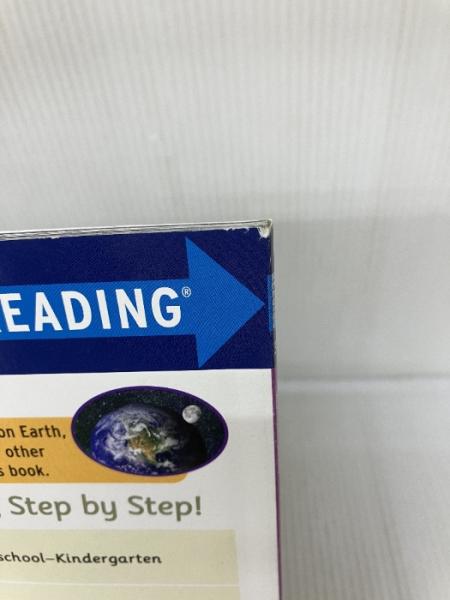 EADING®
on Earth,
other
book.
Step by Step!
school–Kindergarten